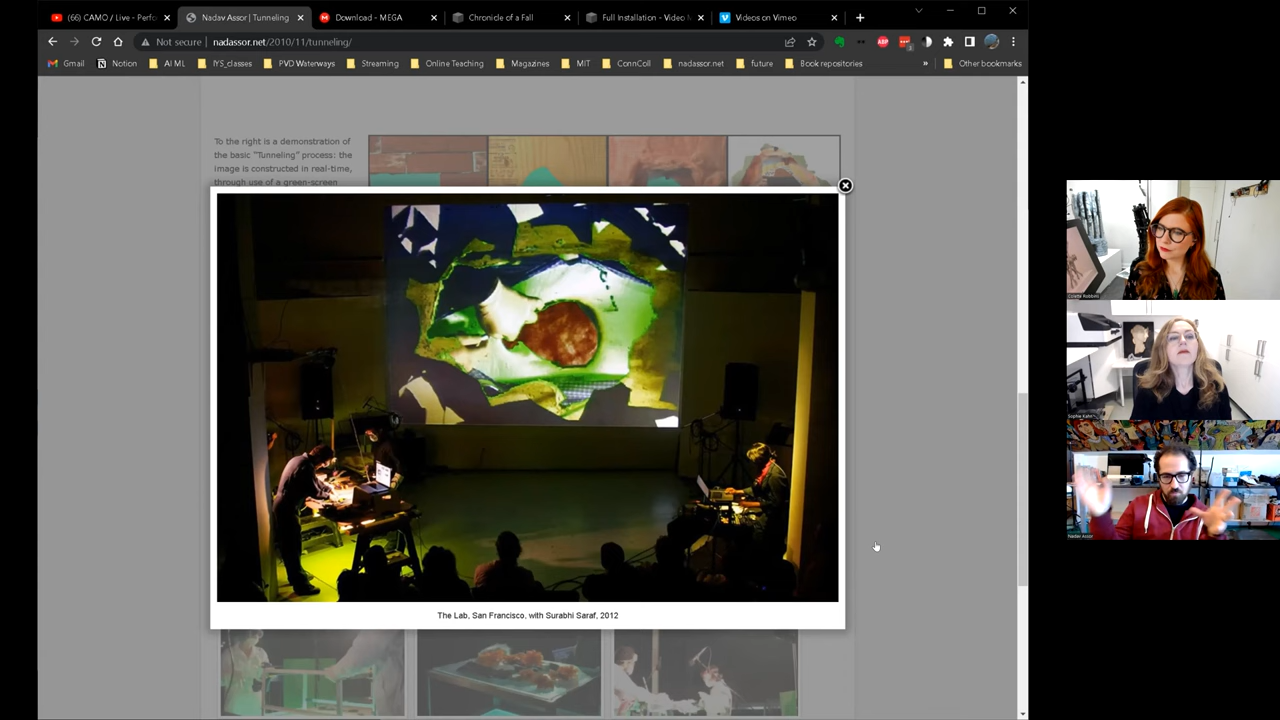 (66) CAMO / Live - Perfo
Nadav Assor | Tunneling
Download - MEGA
Chronicle of a Fall
Full Installation - Video M
Videos on Vimeo
Not secure
nadassor.net/2010/11/tunneling/
Gmail
Notion
AI ML
IYS_classes
PVD Waterways
Streaming
Online Teaching
Magazines
MIT
ConnColl
nadassor.net
future
Book repositories
»
Other bookmarks
To the right is a demonstration of
the basic "Tunneling" process: the
image is constructed in real-time,
through use of a green-screen
The Lab, San Francisco, with Surabhi Saraf, 2012
Nadav Assor